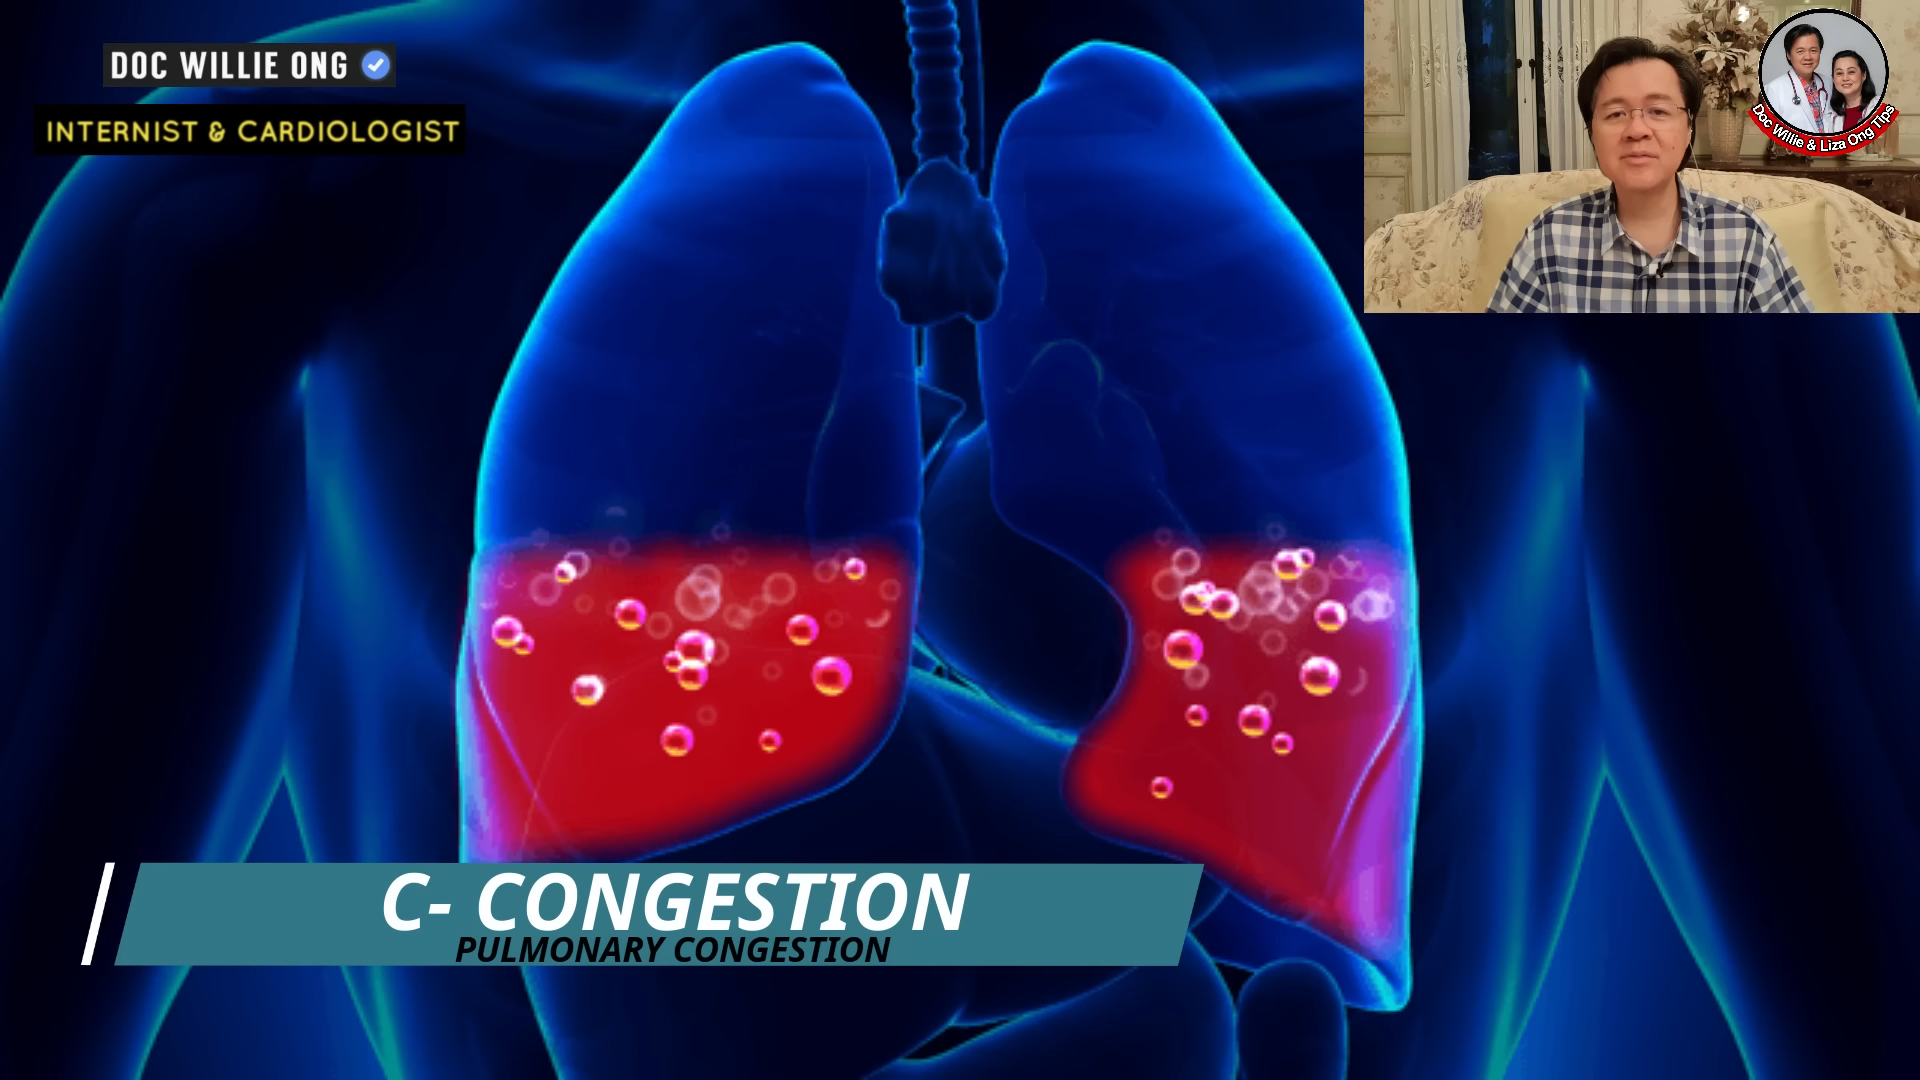 DOC WILLIE ONG
INTERNIST & CARDIOLOGIST
Doc Willie & Liza Ong Tips
C- CONGESTION
PULMONARY CONGESTION